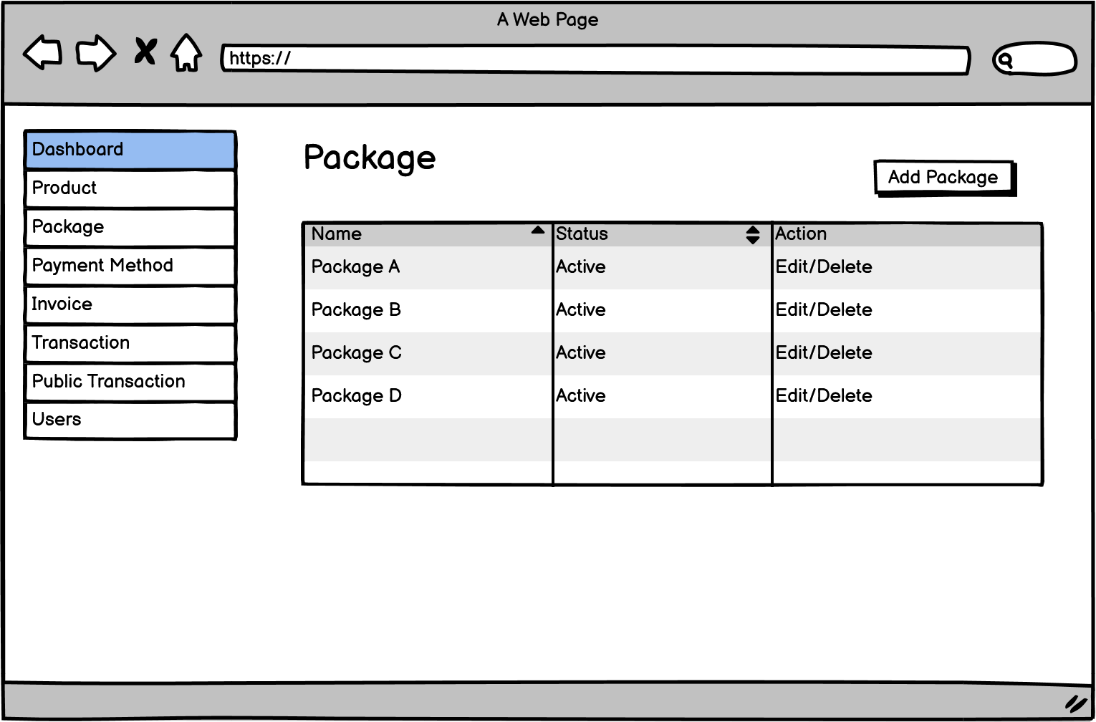 A Web Page
https://
Dashboard
Product
Package
Payment Method
Invoice
Transaction
Public Transaction
Users
Package
Add Package
Name Status Action
Package A Active Edit/Delete
Package B Active Edit/Delete
Package C Active Edit/Delete
Package D Active Edit/Delete